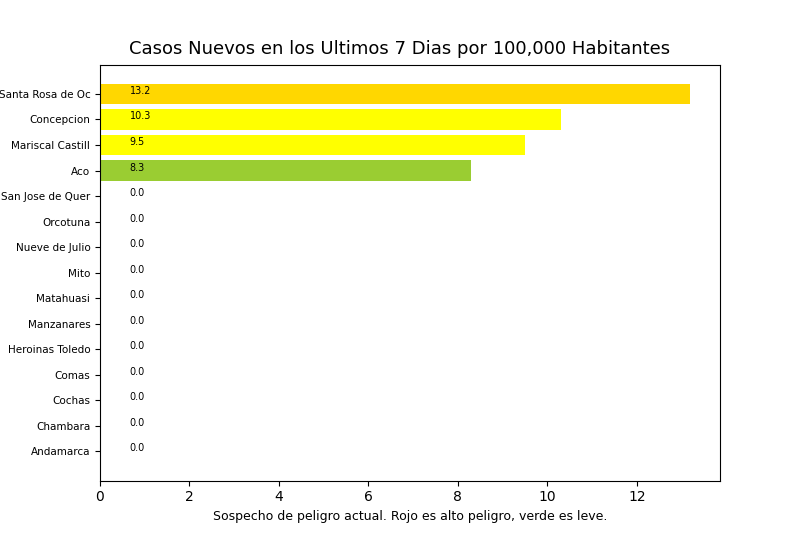 Casos Nuevos en los Ultimos 7 Dias por 100,000 Habitantes
Santa Rosa de Oc 13.2
Concepcion 10.3
Mariscal Castill 9.5
Aco 8.3
San Jose de Quer 0.0
Orcotuna 0.0
Nueve de Julio 0.0
Mito 0.0
Matahuasi 0.0
Manzanares 0.0
Heroinas Toledo 0.0
Comas 0.0
Cochas 0.0
Chambara 0.0
Andamarca 0.0
0 2 4 6 8 10 12
Sospecho de peligro actual. Rojo es alto peligro, verde es leve.